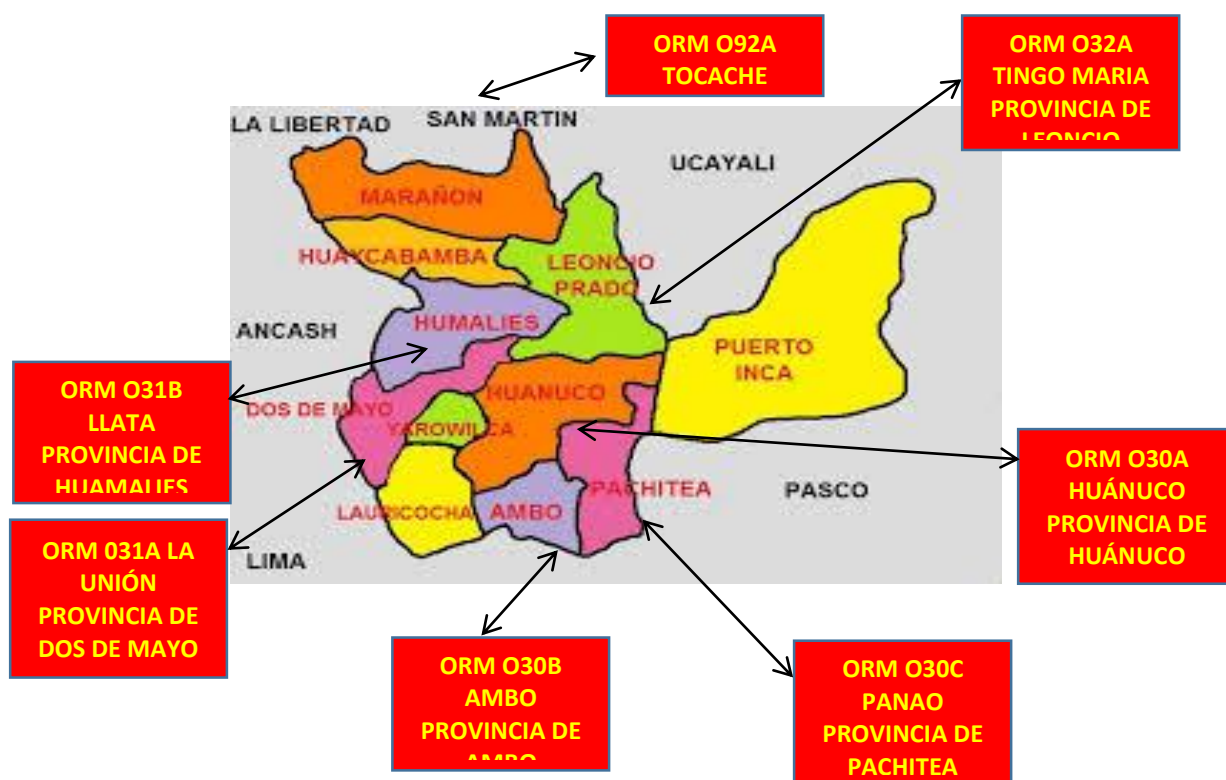 ORM O92A
TOCACHE
ORM O32A
TINGO MARIA
PROVINCIA DE
LEONCIO
LA LIBERTAD
SAN MARTIN
UCAYALI
MARAÑON
HUAYCABAMBA
LEONCIO
PRADO
ANCASH
HUMALIES
PUERTO
INCA
HUANUCO
DOS DE MAYO
YAROWILCA
PACHITEA
PASCO
LAURICOCHA
AMBO
LIMA
ORM O31B
LLATA
PROVINCIA DE
HUAMALIES
ORM 031A LA
UNIÓN
PROVINCIA DE
DOS DE MAYO
ORM O30A
HUÁNUCO
PROVINCIA DE
HUÁNUCO
ORM O30B
AMBO
PROVINCIA DE
AMBO
ORM O30C
PANAO
PROVINCIA DE
PACHITEA